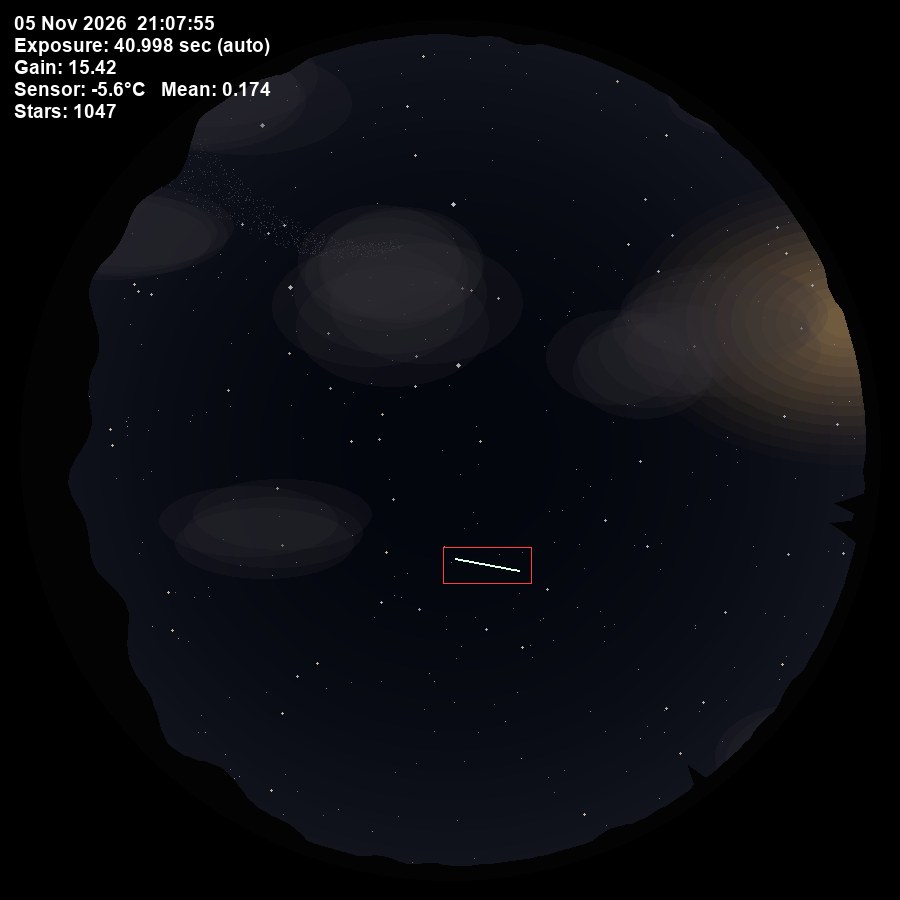 05 Nov 2026  21:07:55
Exposure: 40.998 sec (auto)
Gain: 15.42
Sensor: -5.6°C   Mean: 0.174
Stars: 1047